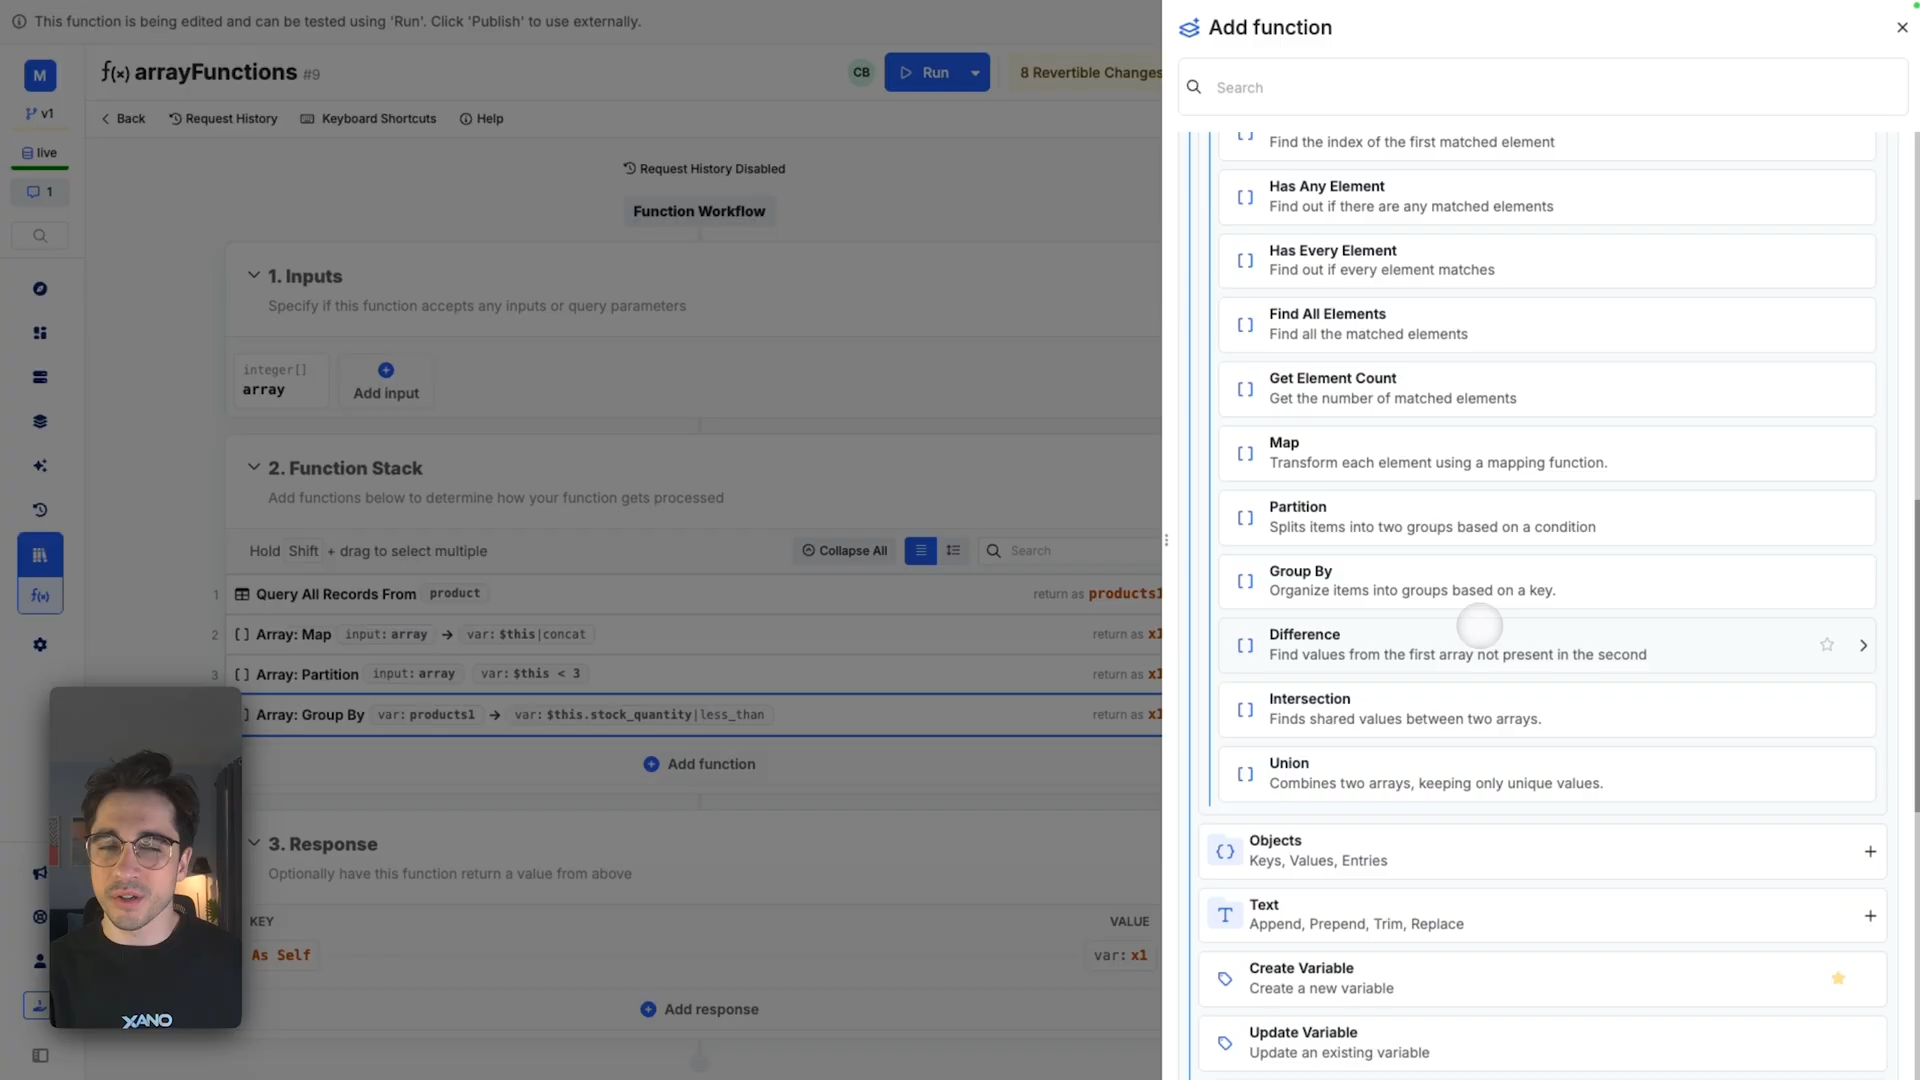 This function is being edited and can be tested using 'Run'. Click 'Publish' to use externally.
M
v1
live
1
f(x) arrayFunctions #9
CB
Run
8 Revertible Changes
Back
Request History
Keyboard Shortcuts
Help
Request History Disabled
Function Workflow
1. Inputs
Specify if this function accepts any inputs or query parameters
integer[]
array
Add input
2. Function Stack
Add functions below to determine how your function gets processed
Hold Shift + drag to select multiple
Collapse All
Search
1 Query All Records From product return as products1
2 [] Array: Map input: array → var: $this|concat return as x1
3 [] Array: Partition input: array var: $this < 3 return as x1
] Array: Group By var: products1 → var: $this.stock_quantity|less_than return as x1
Add function
3. Response
Optionally have this function return a value from above
KEY VALUE
As Self var: x1
Add response
f(x)
XANO
Add function
Search
[] Find the index of the first matched element
[] Has Any Element
Find out if there are any matched elements
[] Has Every Element
Find out if every element matches
[] Find All Elements
Find all the matched elements
[] Get Element Count
Get the number of matched elements
[] Map
Transform each element using a mapping function.
[] Partition
Splits items into two groups based on a condition
[] Group By
Organize items into groups based on a key.
[] Difference
Find values from the first array not present in the second
[] Intersection
Finds shared values between two arrays.
[] Union
Combines two arrays, keeping only unique values.
{} Objects
Keys, Values, Entries
T Text
Append, Prepend, Trim, Replace
Create Variable
Create a new variable
Update Variable
Update an existing variable